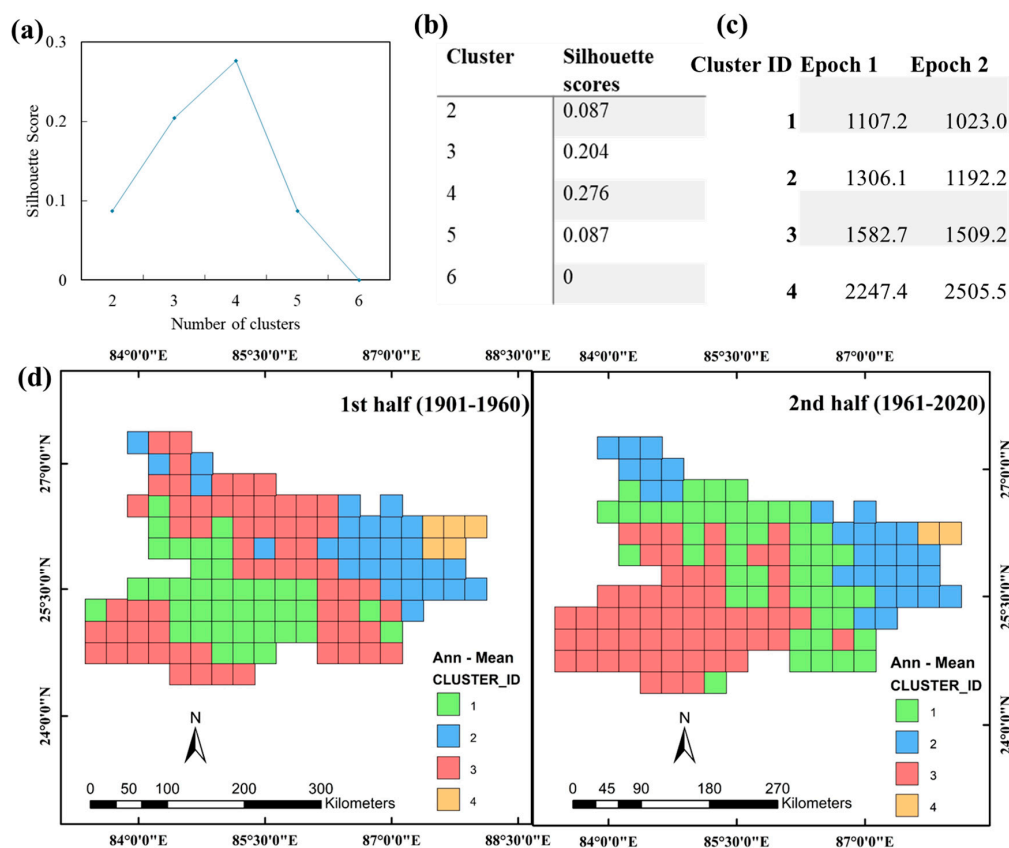 (a)
0.3
0.2
0.1
0
Silhouette Score
2 3 4 5 6
Number of clusters
(b)
Cluster Silhouette
scores
2 0.087
3 0.204
4 0.276
5 0.087
6 0
(c)
Cluster ID Epoch 1 Epoch 2
1 1107.2 1023.0
2 1306.1 1192.2
3 1582.7 1509.2
4 2247.4 2505.5
(d)
84°0'0"E 85°30'0"E 87°0'0"E 88°30'0"E
1st half (1901-1960)
27°0'0"N
25°30'0"N
24°0'0"N
Ann - Mean
CLUSTER_ID
1
2
3
4
N
0 50 100 200 300
Kilometers
84°0'0"E 85°30'0"E 87°0'0"E
84°0'0"E 85°30'0"E 87°0'0"E
2nd half (1961-2020)
27°0'0"N
25°30'0"N
24°0'0"N
Ann - Mean
CLUSTER_ID
1
2
3
4
N
0 45 90 180 270
Kilometers
84°0'0"E 85°30'0"E 87°0'0"E